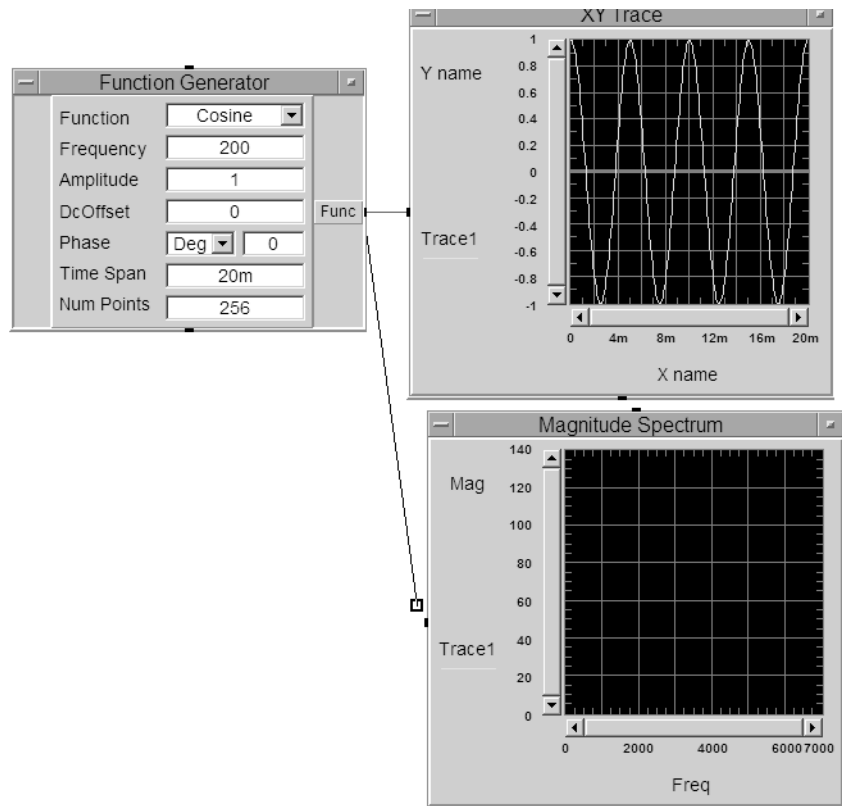 Function Generator
Function Cosine
Frequency 200
Amplitude 1
DcOffset 0
Phase Deg 0
Time Span 20m
Num Points 256
Func
XY Trace
Y name
Trace1
1
0.8
0.6
0.4
0.2
0
-0.2
-0.4
-0.6
-0.8
-1
0 4m 8m 12m 16m 20m
X name
Magnitude Spectrum
Mag
Trace1
140
120
100
80
60
40
20
0
0 2000 4000 6000 7000
Freq